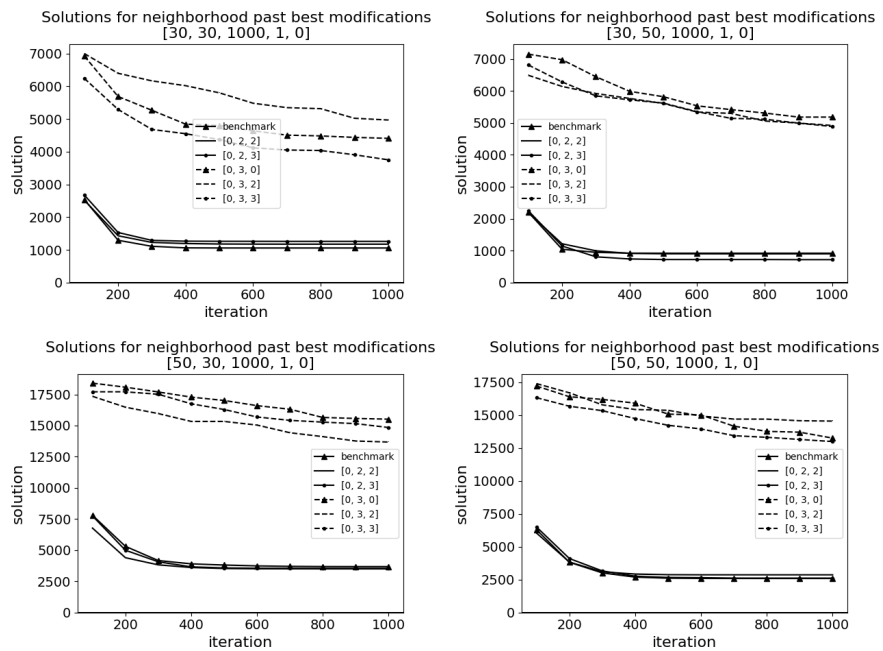 Solutions for neighborhood past best modifications
[30, 30, 1000, 1, 0]
7000
6000
5000
4000
3000
2000
1000
0
solution
benchmark
[0, 2, 2]
[0, 2, 3]
[0, 3, 0]
[0, 3, 2]
[0, 3, 3]
200 400 600 800 1000
iteration
Solutions for neighborhood past best modifications
[30, 50, 1000, 1, 0]
7000
6000
5000
4000
3000
2000
1000
0
solution
benchmark
[0, 2, 2]
[0, 2, 3]
[0, 3, 0]
[0, 3, 2]
[0, 3, 3]
200 400 600 800 1000
iteration
Solutions for neighborhood past best modifications
[50, 30, 1000, 1, 0]
17500
15000
12500
10000
7500
5000
2500
0
solution
benchmark
[0, 2, 2]
[0, 2, 3]
[0, 3, 0]
[0, 3, 2]
[0, 3, 3]
200 400 600 800 1000
iteration
Solutions for neighborhood past best modifications
[50, 50, 1000, 1, 0]
17500
15000
12500
10000
7500
5000
2500
0
solution
benchmark
[0, 2, 2]
[0, 2, 3]
[0, 3, 0]
[0, 3, 2]
[0, 3, 3]
200 400 600 800 1000
iteration